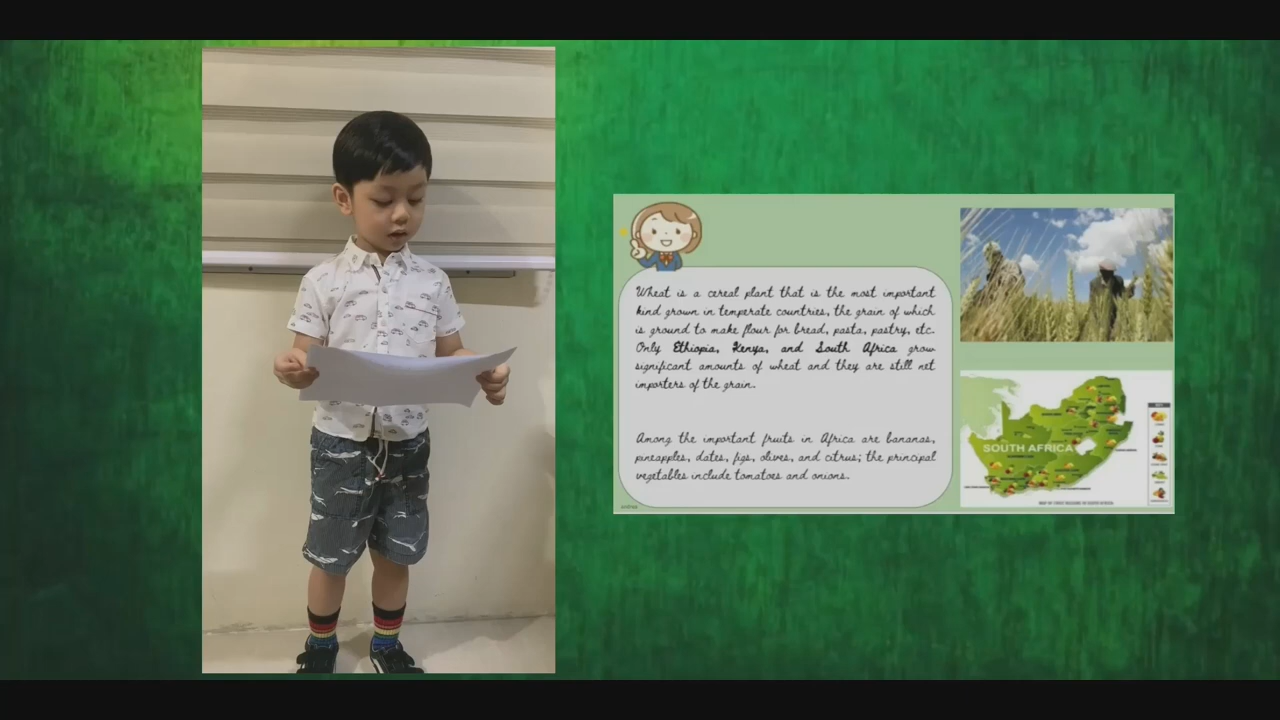 Wheat is a cereal plant that is the most important
kind grown in temperate countries, the grain of which
is ground to make flour for bread, pasta, pastry, etc.
Only Ethiopia, Kenya, and South Africa grow
significant amounts of wheat and they are still net
importers of the grain.
Among the important fruits in Africa are bananas,
pineapples, dates, figs, olives, and citrus; the principal
vegetables include tomatoes and onions.
SOUTH AFRICA